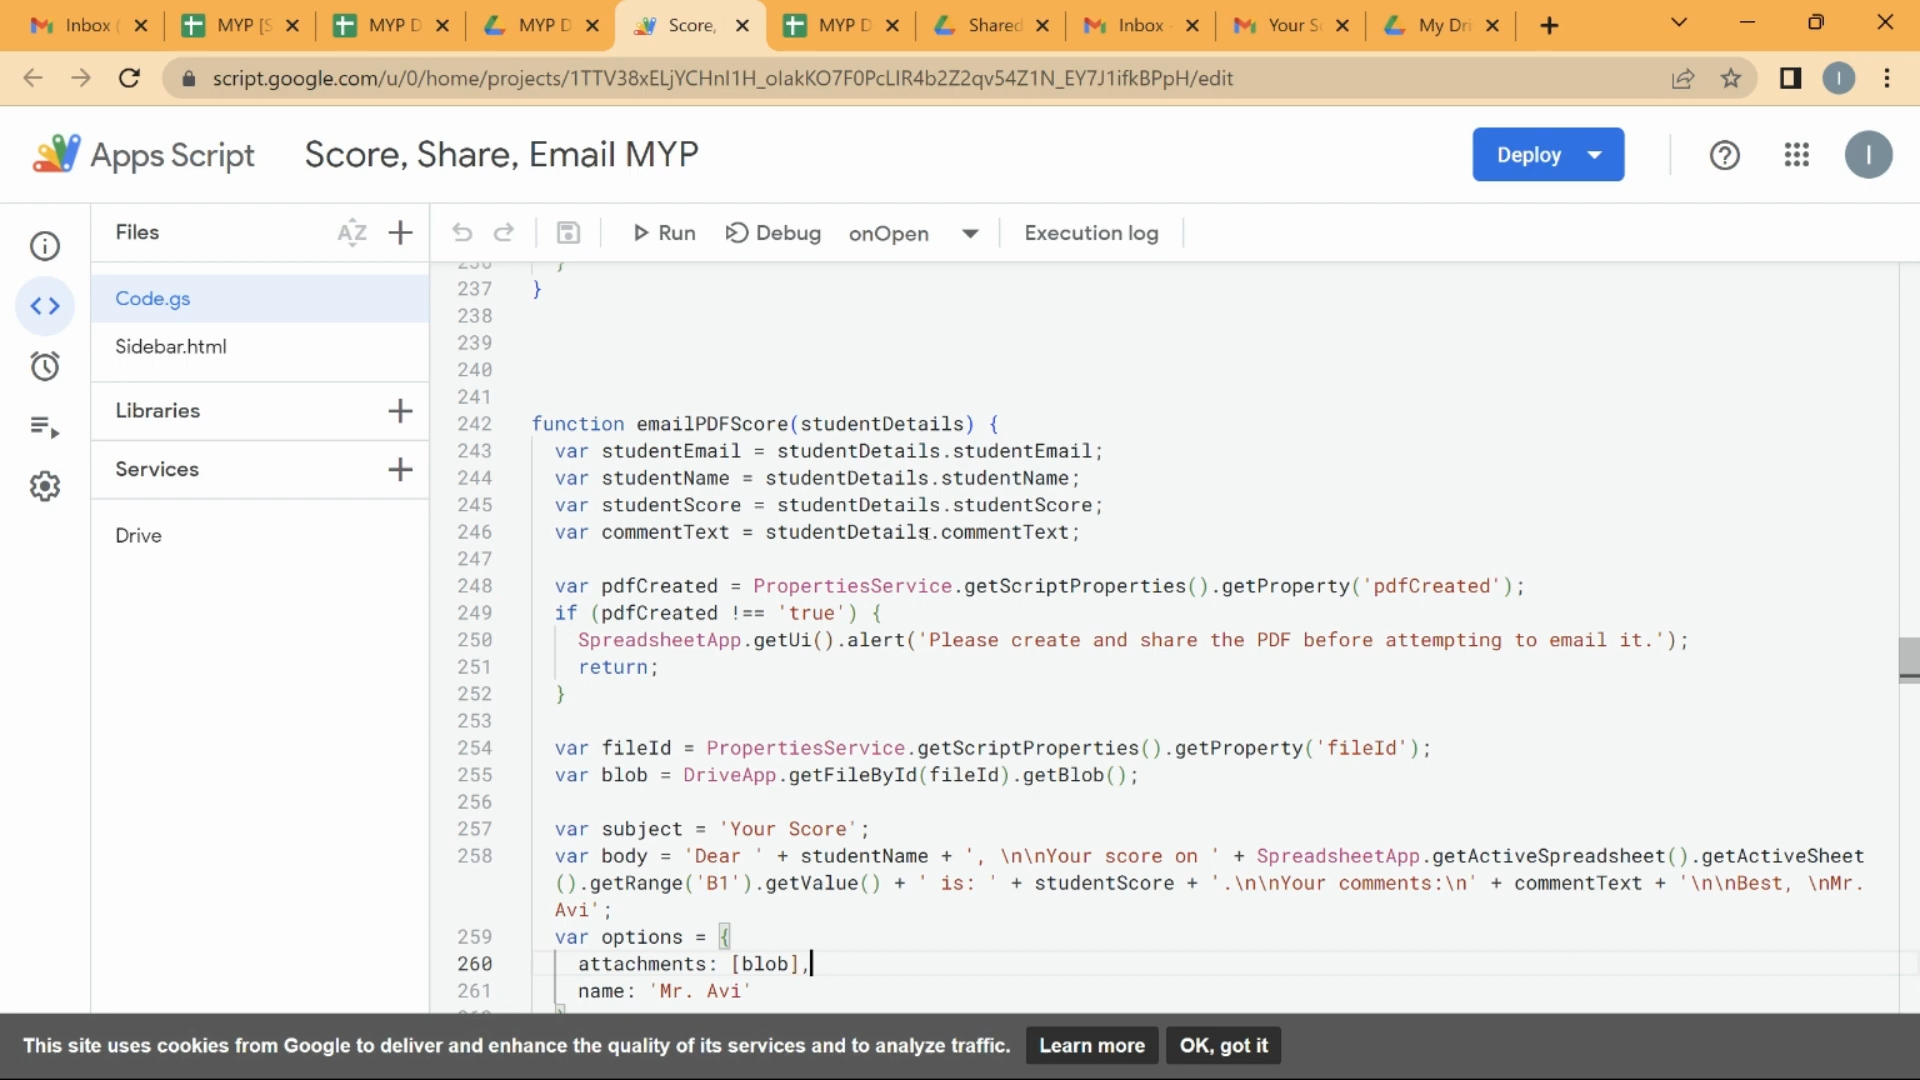 Inbox (
MYP [S
MYP D
MYP D
Score,
MYP D
Shared
Inbox -
Your S
My Dri
script.google.com/u/0/home/projects/1TTV38xELjYCHnI1H_olakKO7F0PcLIR4b2Z2qv54Z1N_EY7J1ifkBPpH/edit
I
Apps Script
Score, Share, Email MYP
Deploy
I
Files
AZ
Run
Debug
onOpen
Execution log
Code.gs
Sidebar.html
Libraries
Services
Drive
236 }
237 }
238
239
240
241
242 function emailPDFScore(studentDetails) {
243 var studentEmail = studentDetails.studentEmail;
244 var studentName = studentDetails.studentName;
245 var studentScore = studentDetails.studentScore;
246 var commentText = studentDetails.commentText;
247
248 var pdfCreated = PropertiesService.getScriptProperties().getProperty('pdfCreated');
249 if (pdfCreated !== 'true') {
250 SpreadsheetApp.getUi().alert('Please create and share the PDF before attempting to email it.');
251 return;
252 }
253
254 var fileId = PropertiesService.getScriptProperties().getProperty('fileId');
255 var blob = DriveApp.getFileById(fileId).getBlob();
256
257 var subject = 'Your Score';
258 var body = 'Dear ' + studentName + ', \n\nYour score on ' + SpreadsheetApp.getActiveSpreadsheet().getActiveSheet
().getRange('B1').getValue() + ' is: ' + studentScore + '.\n\nYour comments:\n' + commentText + '\n\nBest, \nMr.
Avi';
259 var options = {
260 attachments: [blob],
261 name: 'Mr. Avi'
This site uses cookies from Google to deliver and enhance the quality of its services and to analyze traffic.
Learn more
OK, got it